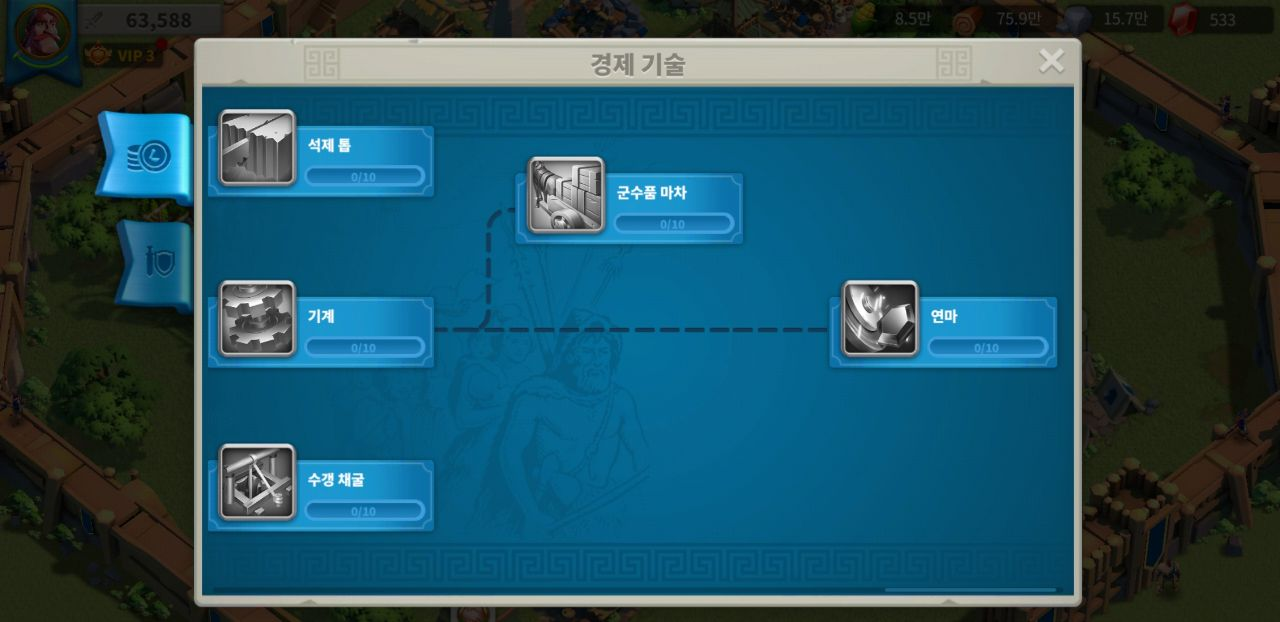 63,588
8.5만
75.9만
15.7만
533
VIP 3
경제 기술
석제 톱
0/10
군수품 마차
0/10
기계
0/10
연마
0/10
수갱 채굴
0/10